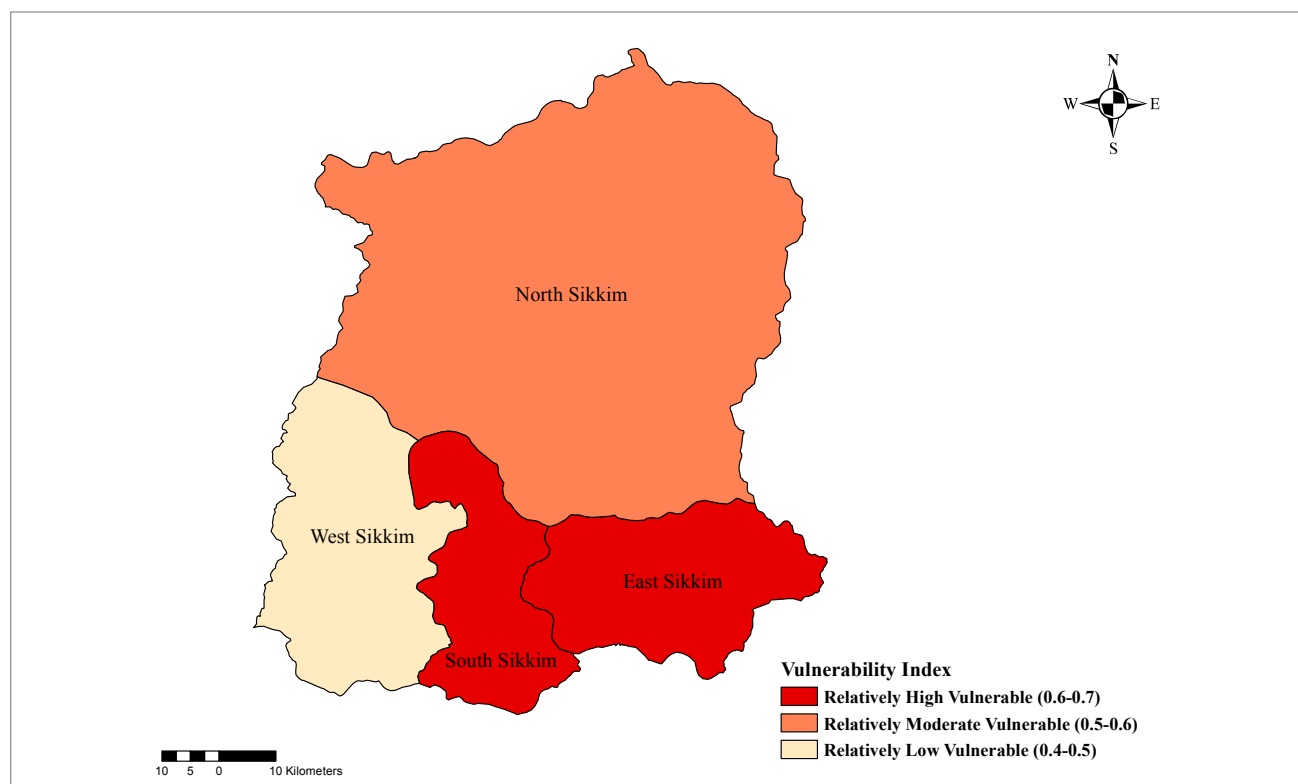 N
W E
S
North Sikkim
West Sikkim
East Sikkim
South Sikkim
Vulnerability Index
Relatively High Vulnerable (0.6-0.7)
Relatively Moderate Vulnerable (0.5-0.6)
Relatively Low Vulnerable (0.4-0.5)
10 5 0 10 Kilometers